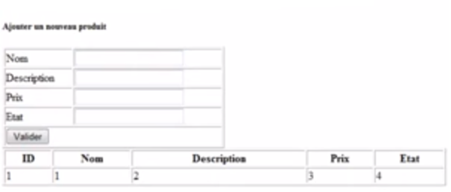 Ajouter un nouveau produit
Nom
Description
Prix
Etat
Valider
ID Nom Description Prix Etat
1 1 2 3 4